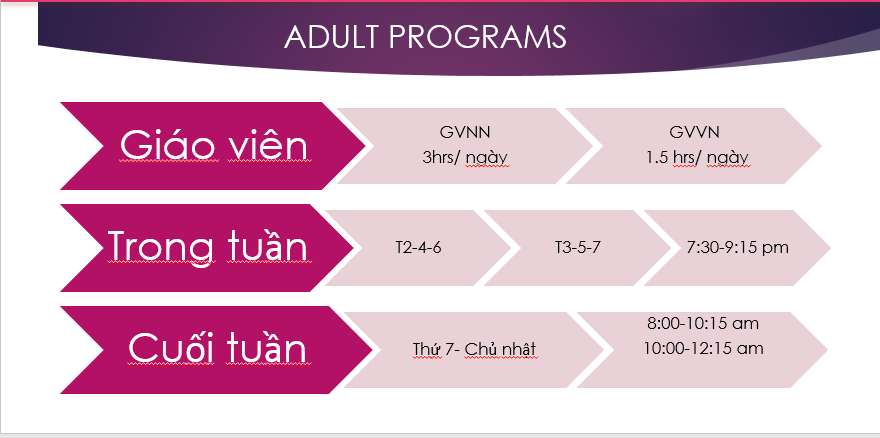 ADULT PROGRAMS
Giáo viên
GVNN
3hrs/ ngày
GVVN
1.5 hrs/ ngày
Trong tuần
T2-4-6
T3-5-7
7:30-9:15 pm
Cuối tuần
Thứ 7- Chủ nhật
8:00-10:15 am
10:00-12:15 am